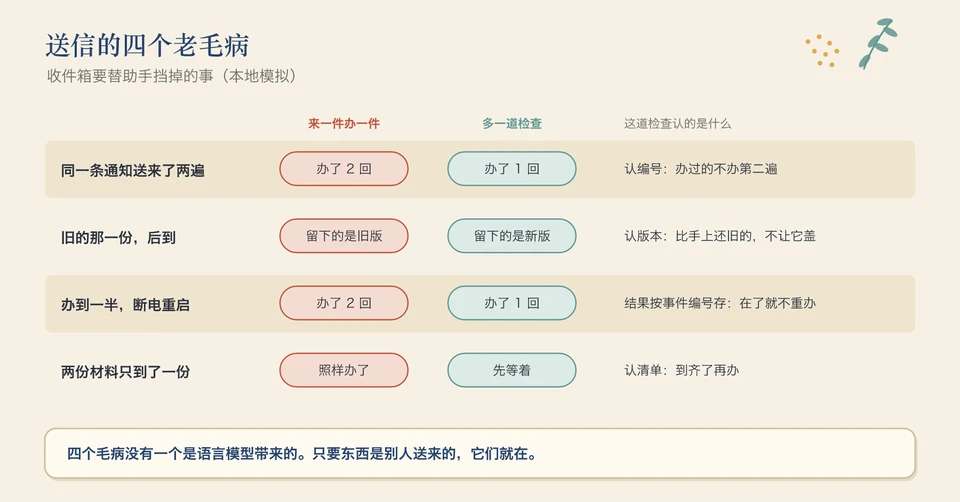 送信的四个老毛病
收件箱要替助手挡掉的事（本地模拟）
来一件办一件 多一道检查 这道检查认的是什么
同一条通知送来了两遍 办了 2 回 办了 1 回 认编号：办过的不办第二遍
旧的那一份，后到 留下的是旧版 留下的是新版 认版本：比手上还旧的，不让它盖
办到一半，断电重启 办了 2 回 办了 1 回 结果按事件编号存：在了就不重办
两份材料只到了一份 照样办了 先等着 认清单：到齐了再办
四个毛病没有一个是语言模型带来的。只要东西是别人送来的，它们就在。